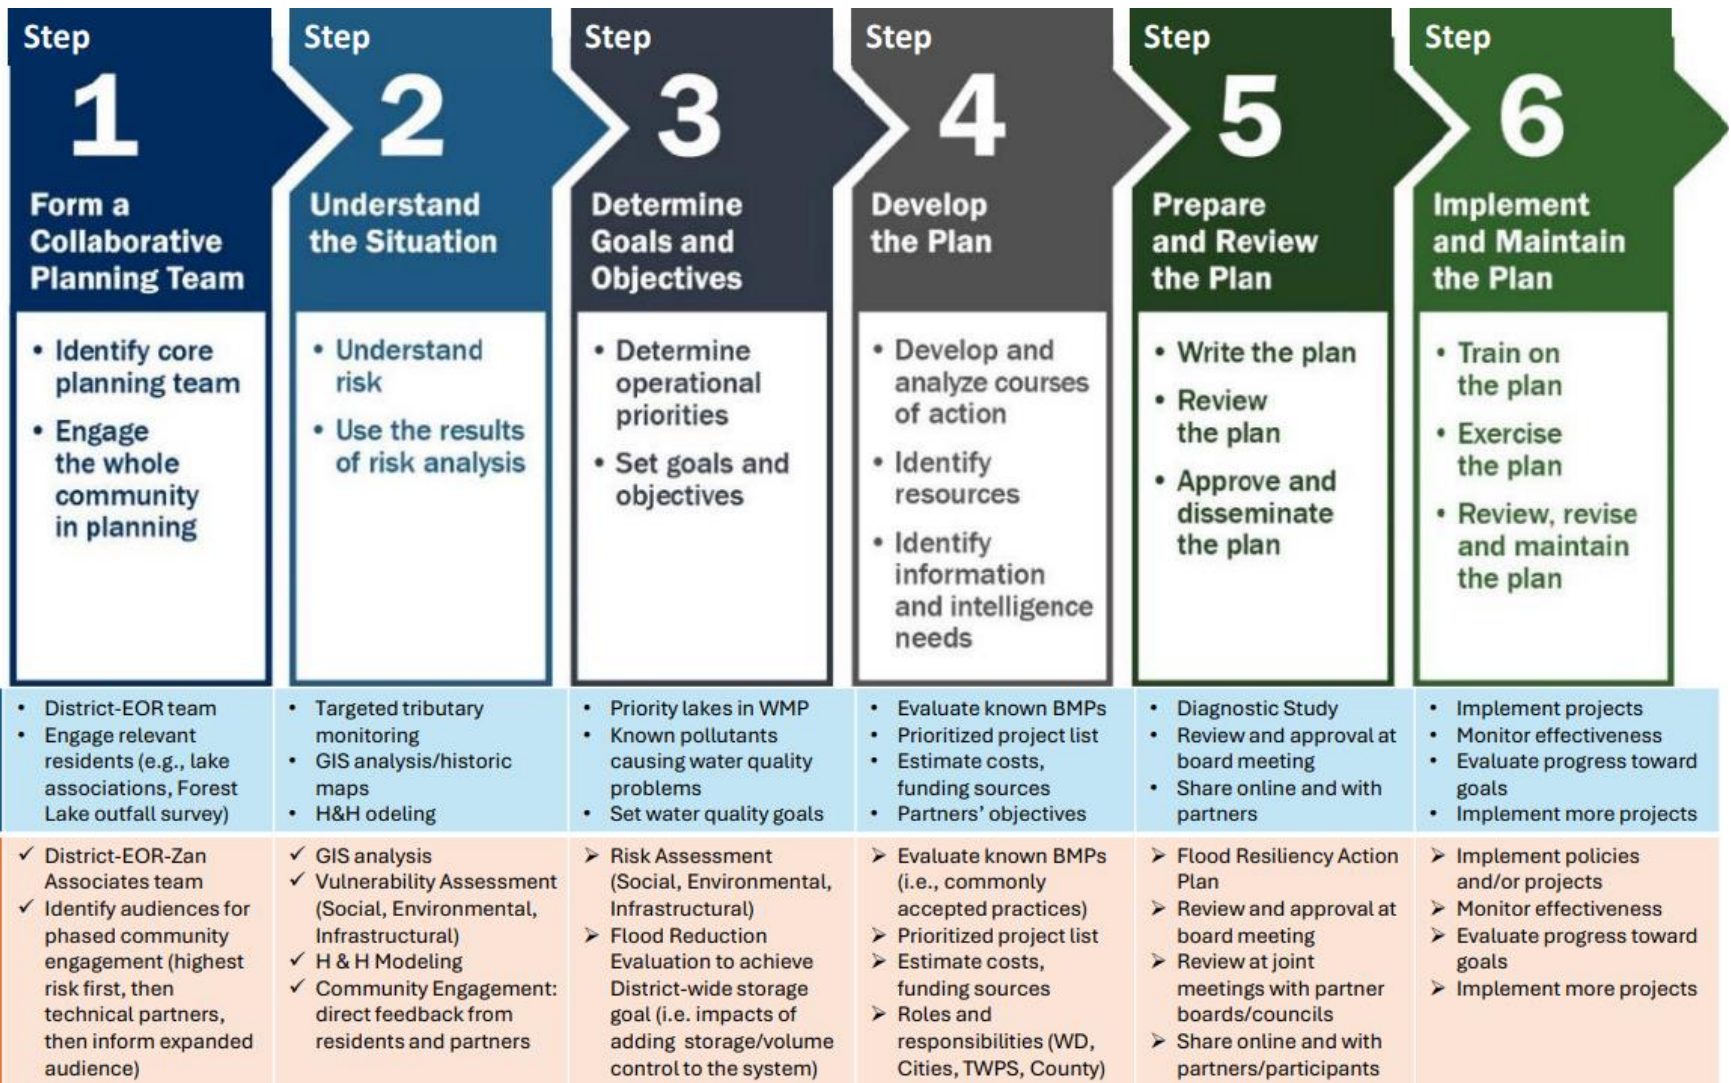 Step
1
Form a
Collaborative
Planning Team
• Identify core
planning team
• Engage
the whole
community
in planning
Step
2
Understand
the Situation
• Understand
risk
• Use the results
of risk analysis
Step
3
Determine
Goals and
Objectives
• Determine
operational
priorities
• Set goals and
objectives
Step
4
Develop
the Plan
• Develop and
analyze courses
of action
• Identify
resources
• Identify
information
and intelligence
needs
Step
5
Prepare
and Review
the Plan
• Write the plan
• Review
the plan
• Approve and
disseminate
the plan
Step
6
Implement
and Maintain
the Plan
• Train on
the plan
• Exercise
the plan
• Review, revise
and maintain
the plan
• District-EOR team
• Engage relevant
residents (e.g., lake
associations, Forest
Lake outfall survey)
• Targeted tributary
monitoring
• GIS analysis/historic
maps
• H&H odeling
• Priority lakes in WMP
• Known pollutants
causing water quality
problems
• Set water quality goals
• Evaluate known BMPs
• Prioritized project list
• Estimate costs,
funding sources
• Partners' objectives
• Diagnostic Study
• Review and approval at
board meeting
• Share online and with
partners
• Implement projects
• Monitor effectiveness
• Evaluate progress toward
goals
• Implement more projects
✓ District-EOR-Zan
Associates team
✓ Identify audiences for
phased community
engagement (highest
risk first, then
technical partners,
then inform expanded
audience)
✓ GIS analysis
✓ Vulnerability Assessment
(Social, Environmental,
Infrastructural)
✓ H & H Modeling
✓ Community Engagement:
direct feedback from
residents and partners
➢ Risk Assessment
(Social, Environmental,
Infrastructural)
➢ Flood Reduction
Evaluation to achieve
District-wide storage
goal (i.e. impacts of
adding storage/volume
control to the system)
➢ Evaluate known BMPs
(i.e., commonly
accepted practices)
➢ Prioritized project list
➢ Estimate costs,
funding sources
➢ Roles and
responsibilities (WD,
Cities, TWPS, County)
➢ Flood Resiliency Action
Plan
➢ Review and approval at
board meeting
➢ Review at joint
meetings with partner
boards/councils
➢ Share online and with
partners/participants
➢ Implement policies
and/or projects
➢ Monitor effectiveness
➢ Evaluate progress toward
goals
➢ Implement more projects